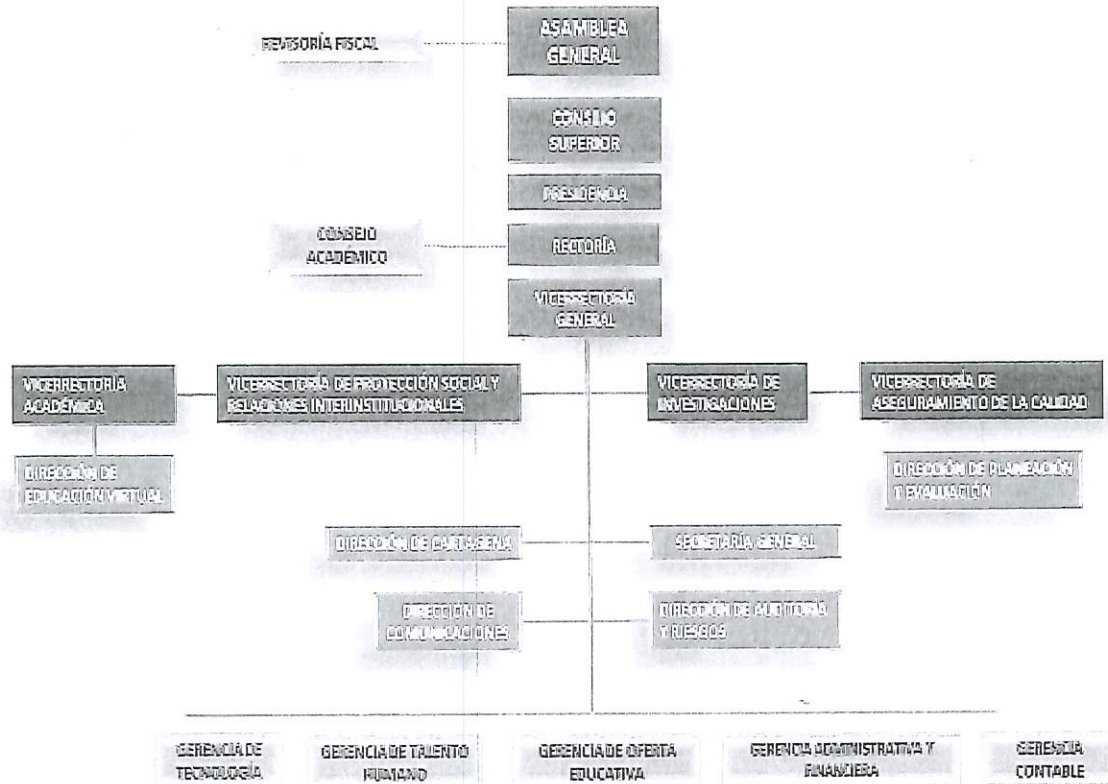 REVISORÍA FISCAL
ASAMBLEA
GENERAL
CONSEJO
SUPERIOR
PRESIDENCIA
CONSEJO
ACADÉMICO
RECTORÍA
VICERRECTORÍA
GENERAL
VICERRECTORÍA
ACADÉMICA
VICERRECTORÍA DE PROTECCIÓN SOCIAL Y
RELACIONES INTERINSTITUCIONALES
VICERRECTORÍA DE
INVESTIGACIONES
VICERRECTORÍA DE
ASEGURAMIENTO DE LA CALIDAD
DIRECCIÓN DE
EDUCACIÓN VIRTUAL
DIRECCIÓN DE PLANEACIÓN
Y EVALUACIÓN
DIRECCIÓN DE CARTAGENA
SECRETARÍA GENERAL
DIRECCIÓN DE
COMUNICACIONES
DIRECCIÓN DE AUDITORÍA
Y RIESGOS
GERENCIA DE
TECNOLOGÍA
GERENCIA DE TALENTO
HUMANO
GERENCIA DE OFERTA
EDUCATIVA
GERENCIA ADMINISTRATIVA Y
FINANCIERA
GERENCIA
CONTABLE